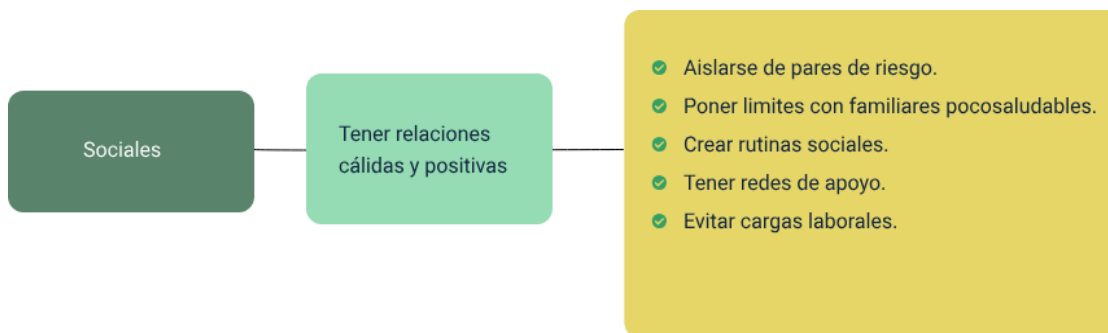 Sociales
Tener relaciones
cálidas y positivas
Aislarse de pares de riesgo.
Poner limites con familiares pocosaludables.
Crear rutinas sociales.
Tener redes de apoyo.
Evitar cargas laborales.